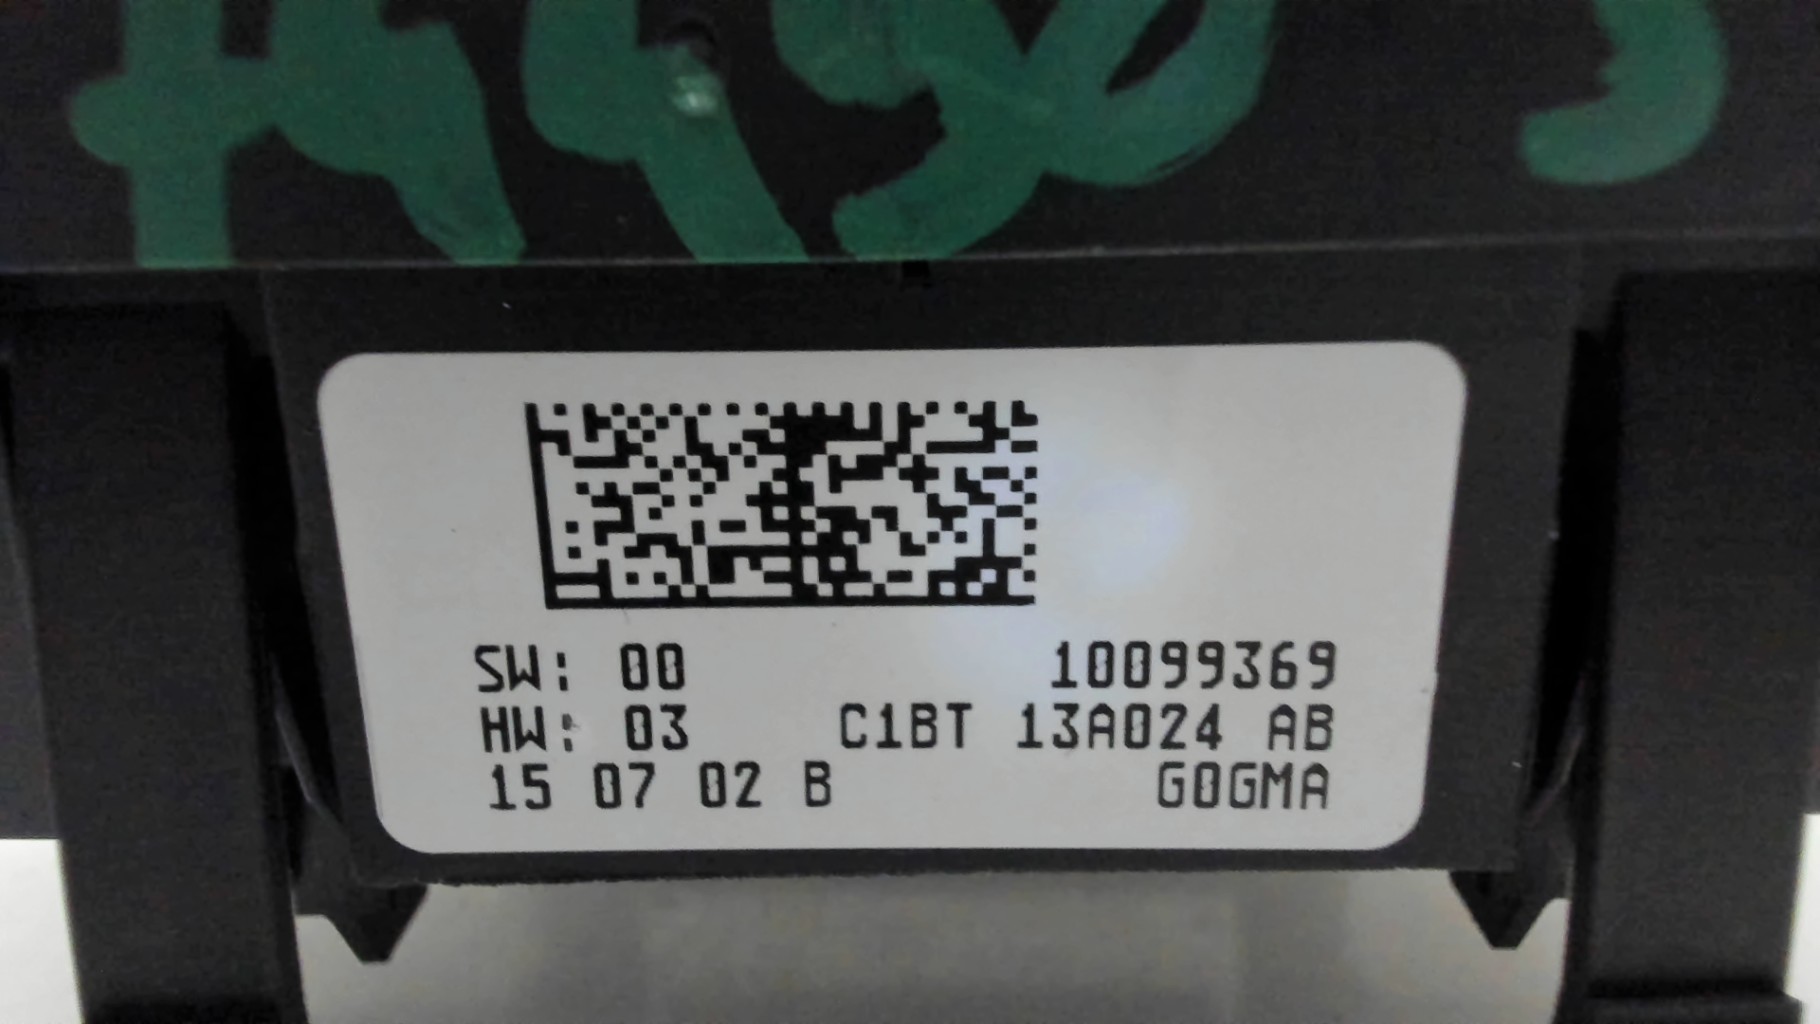 SW: 00 10099369
HW: 03 C1BT 13A024 AB
15 07 02 B G0GMA